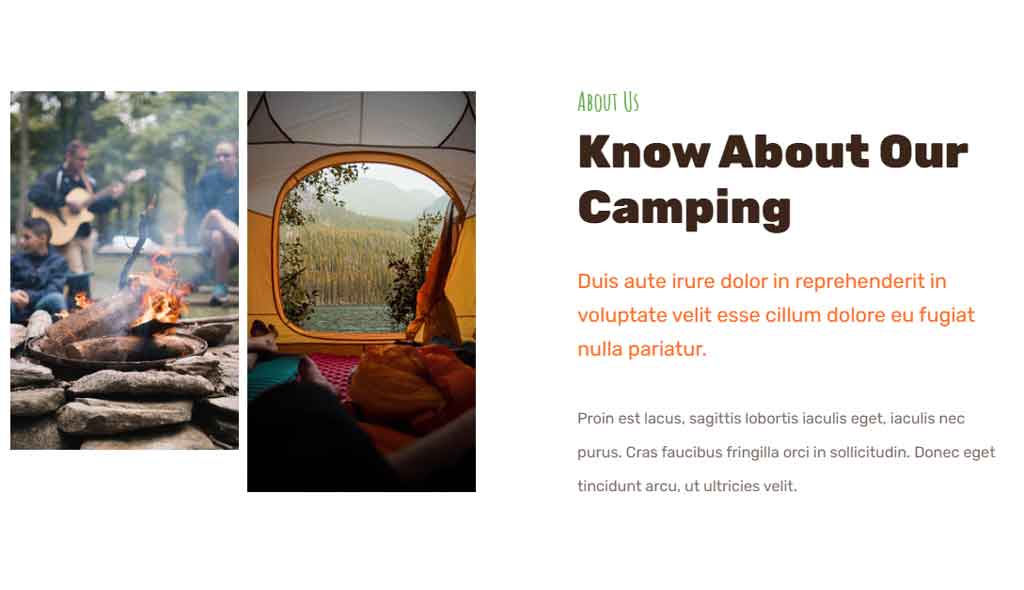 About Us
Know About Our
Camping
Duis aute irure dolor in reprehenderit in
voluptate velit esse cillum dolore eu fugiat
nulla pariatur.
Proin est lacus, sagittis lobortis iaculis eget, iaculis nec
purus. Cras faucibus fringilla orci in sollicitudin. Donec eget
tincidunt arcu, ut ultricies velit.